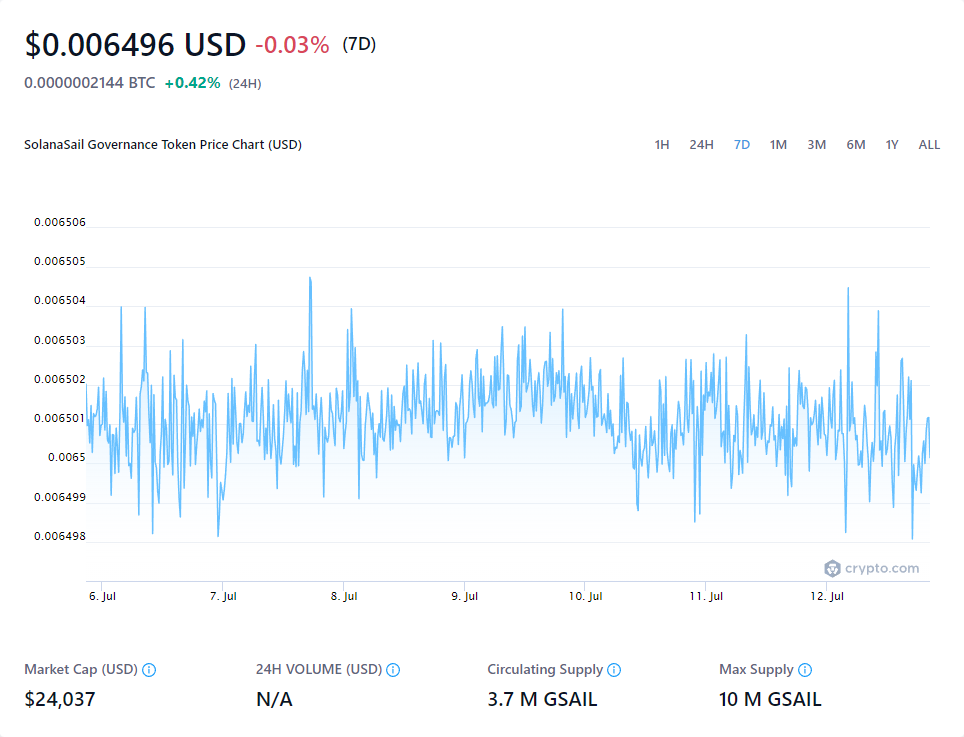 $0.006496 USD -0.03% (7D)
0.0000002144 BTC +0.42% (24H)
SolanaSail Governance Token Price Chart (USD) 1H 24H 7D 1M 3M 6M 1Y ALL
0.006506
0.006505
0.006504
0.006503
0.006502
0.006501
0.0065
0.006499
0.006498
crypto.com
6. Jul 7. Jul 8. Jul 9. Jul 10. Jul 11. Jul 12. Jul
Market Cap (USD) 24H VOLUME (USD) Circulating Supply Max Supply
$24,037 N/A 3.7 M GSAIL 10 M GSAIL